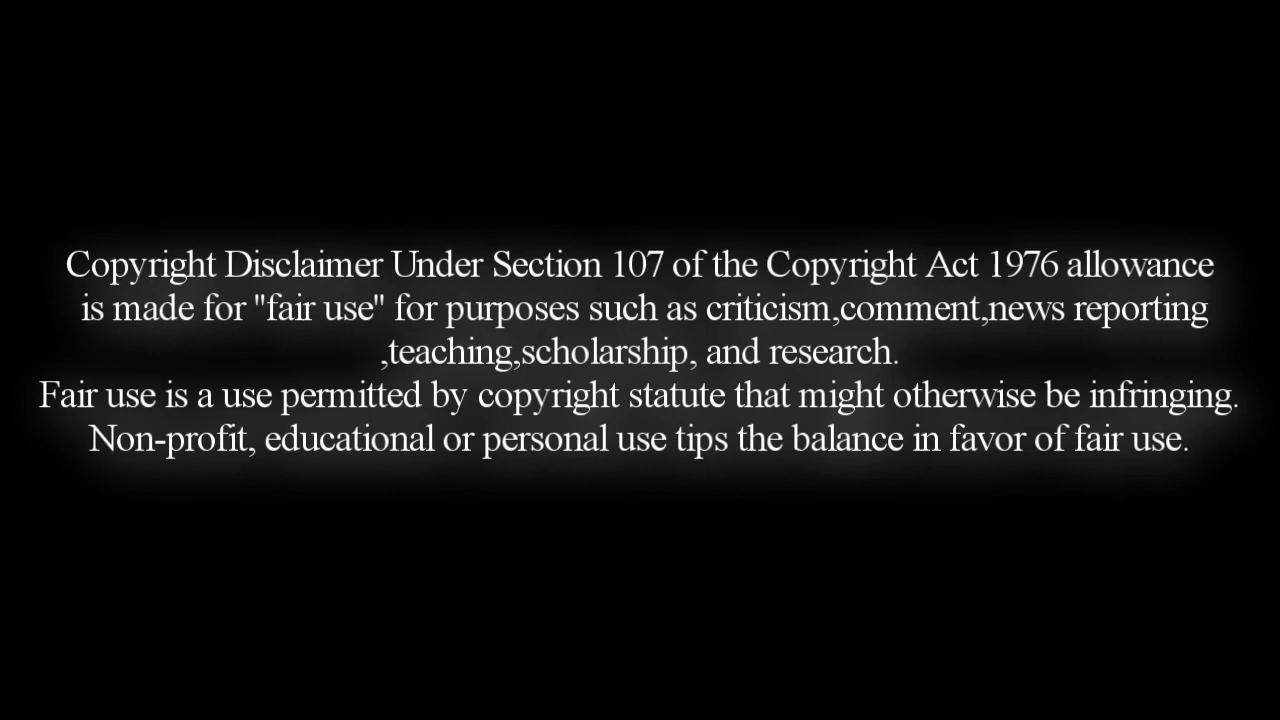 Copyright Disclaimer Under Section 107 of the Copyright Act 1976 allowance
is made for "fair use" for purposes such as criticism,comment,news reporting
,teaching,scholarship, and research.
Fair use is a use permitted by copyright statute that might otherwise be infringing.
Non-profit, educational or personal use tips the balance in favor of fair use.